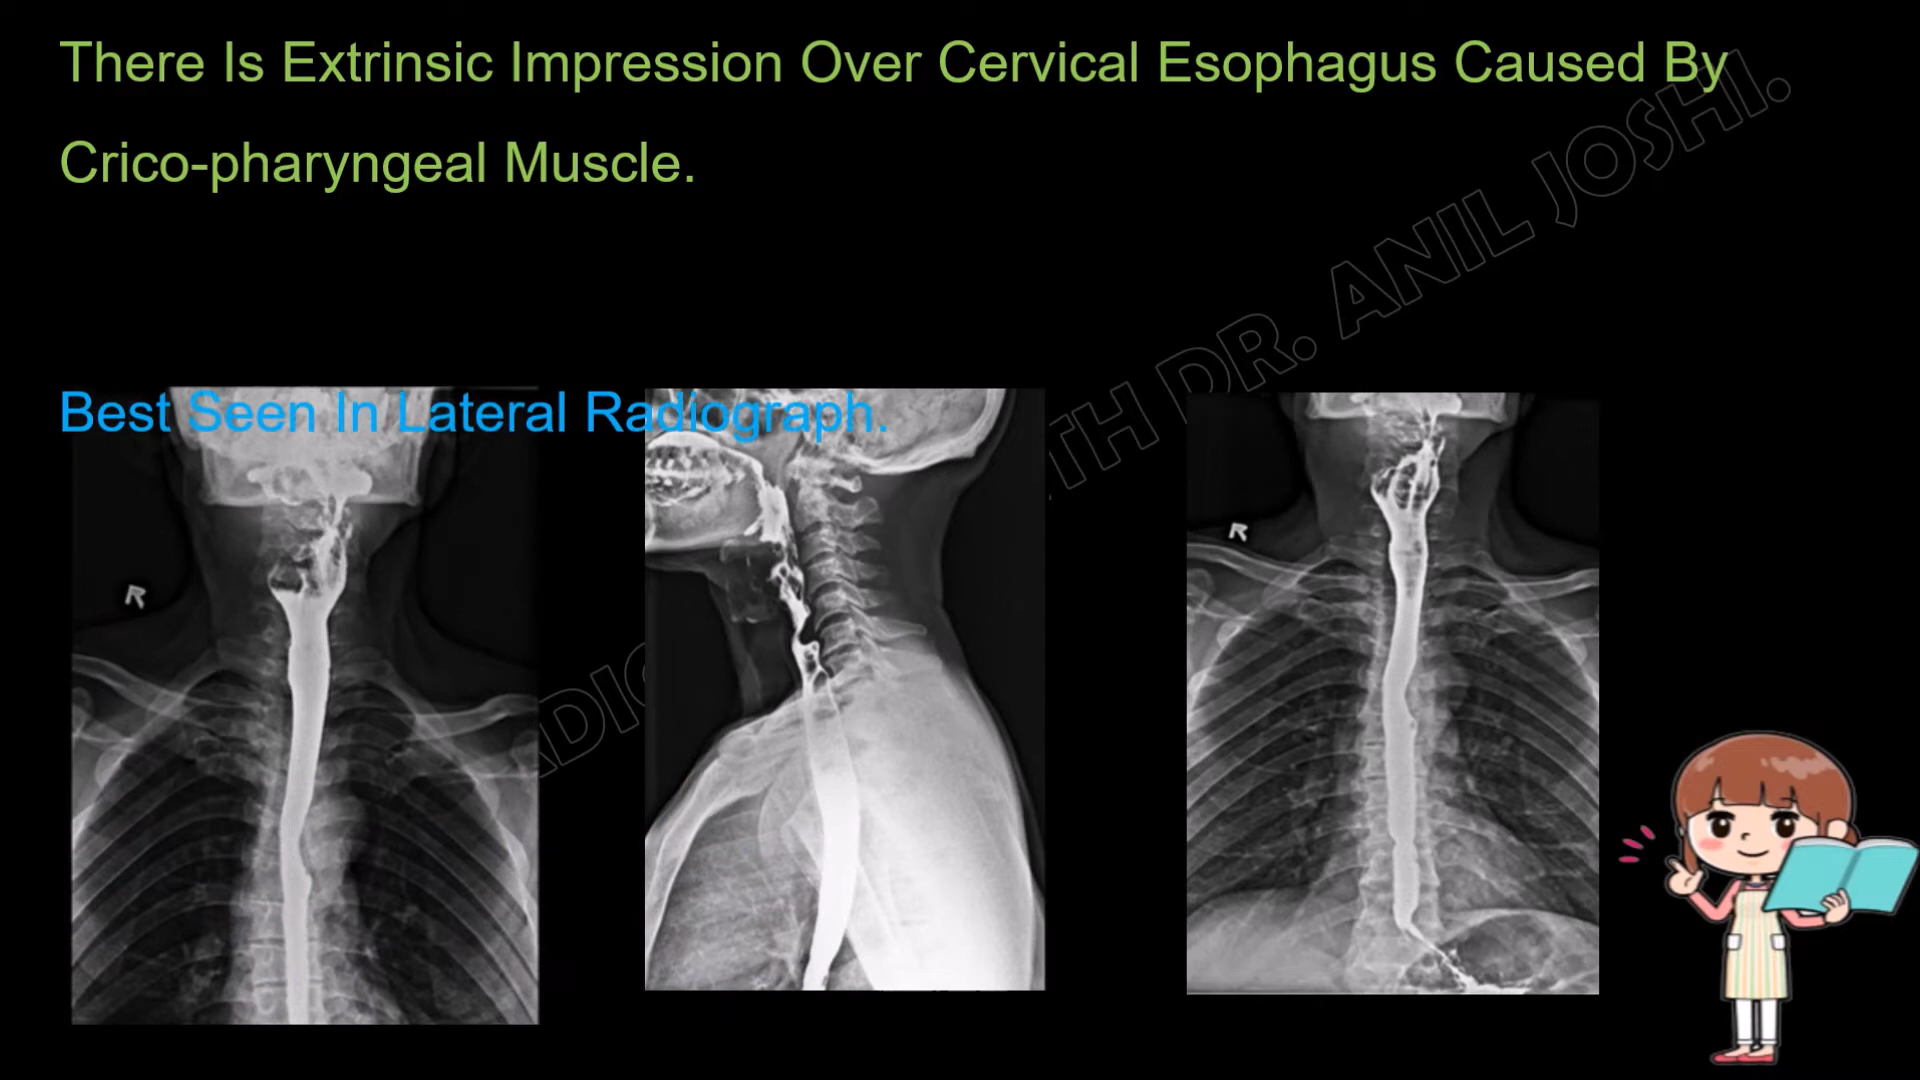 There Is Extrinsic Impression Over Cervical Esophagus Caused By
Crico-pharyngeal Muscle.
Best Seen In Lateral Radiograph.
DR. ANIL JOSHI.
R
R